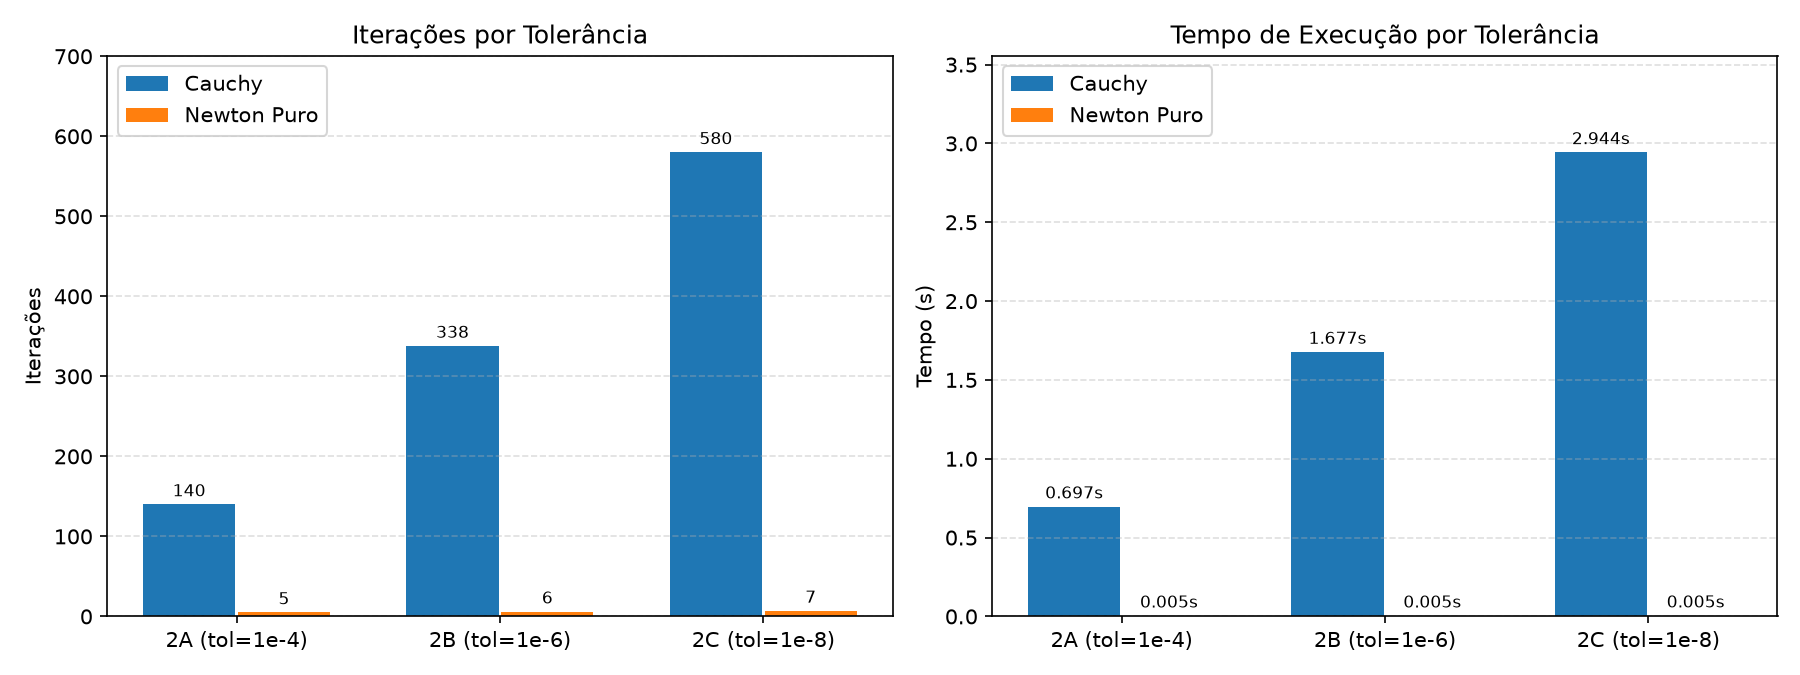 Iterações por Tolerância
Cauchy
Newton Puro
Iterações
700
600
500
400
300
200
100
0
140
5
338
6
580
7
2A (tol=1e-4)
2B (tol=1e-6)
2C (tol=1e-8)
Tempo de Execução por Tolerância
Cauchy
Newton Puro
Tempo (s)
3.5
3.0
2.5
2.0
1.5
1.0
0.5
0.0
0.697s
0.005s
1.677s
0.005s
2.944s
0.005s
2A (tol=1e-4)
2B (tol=1e-6)
2C (tol=1e-8)